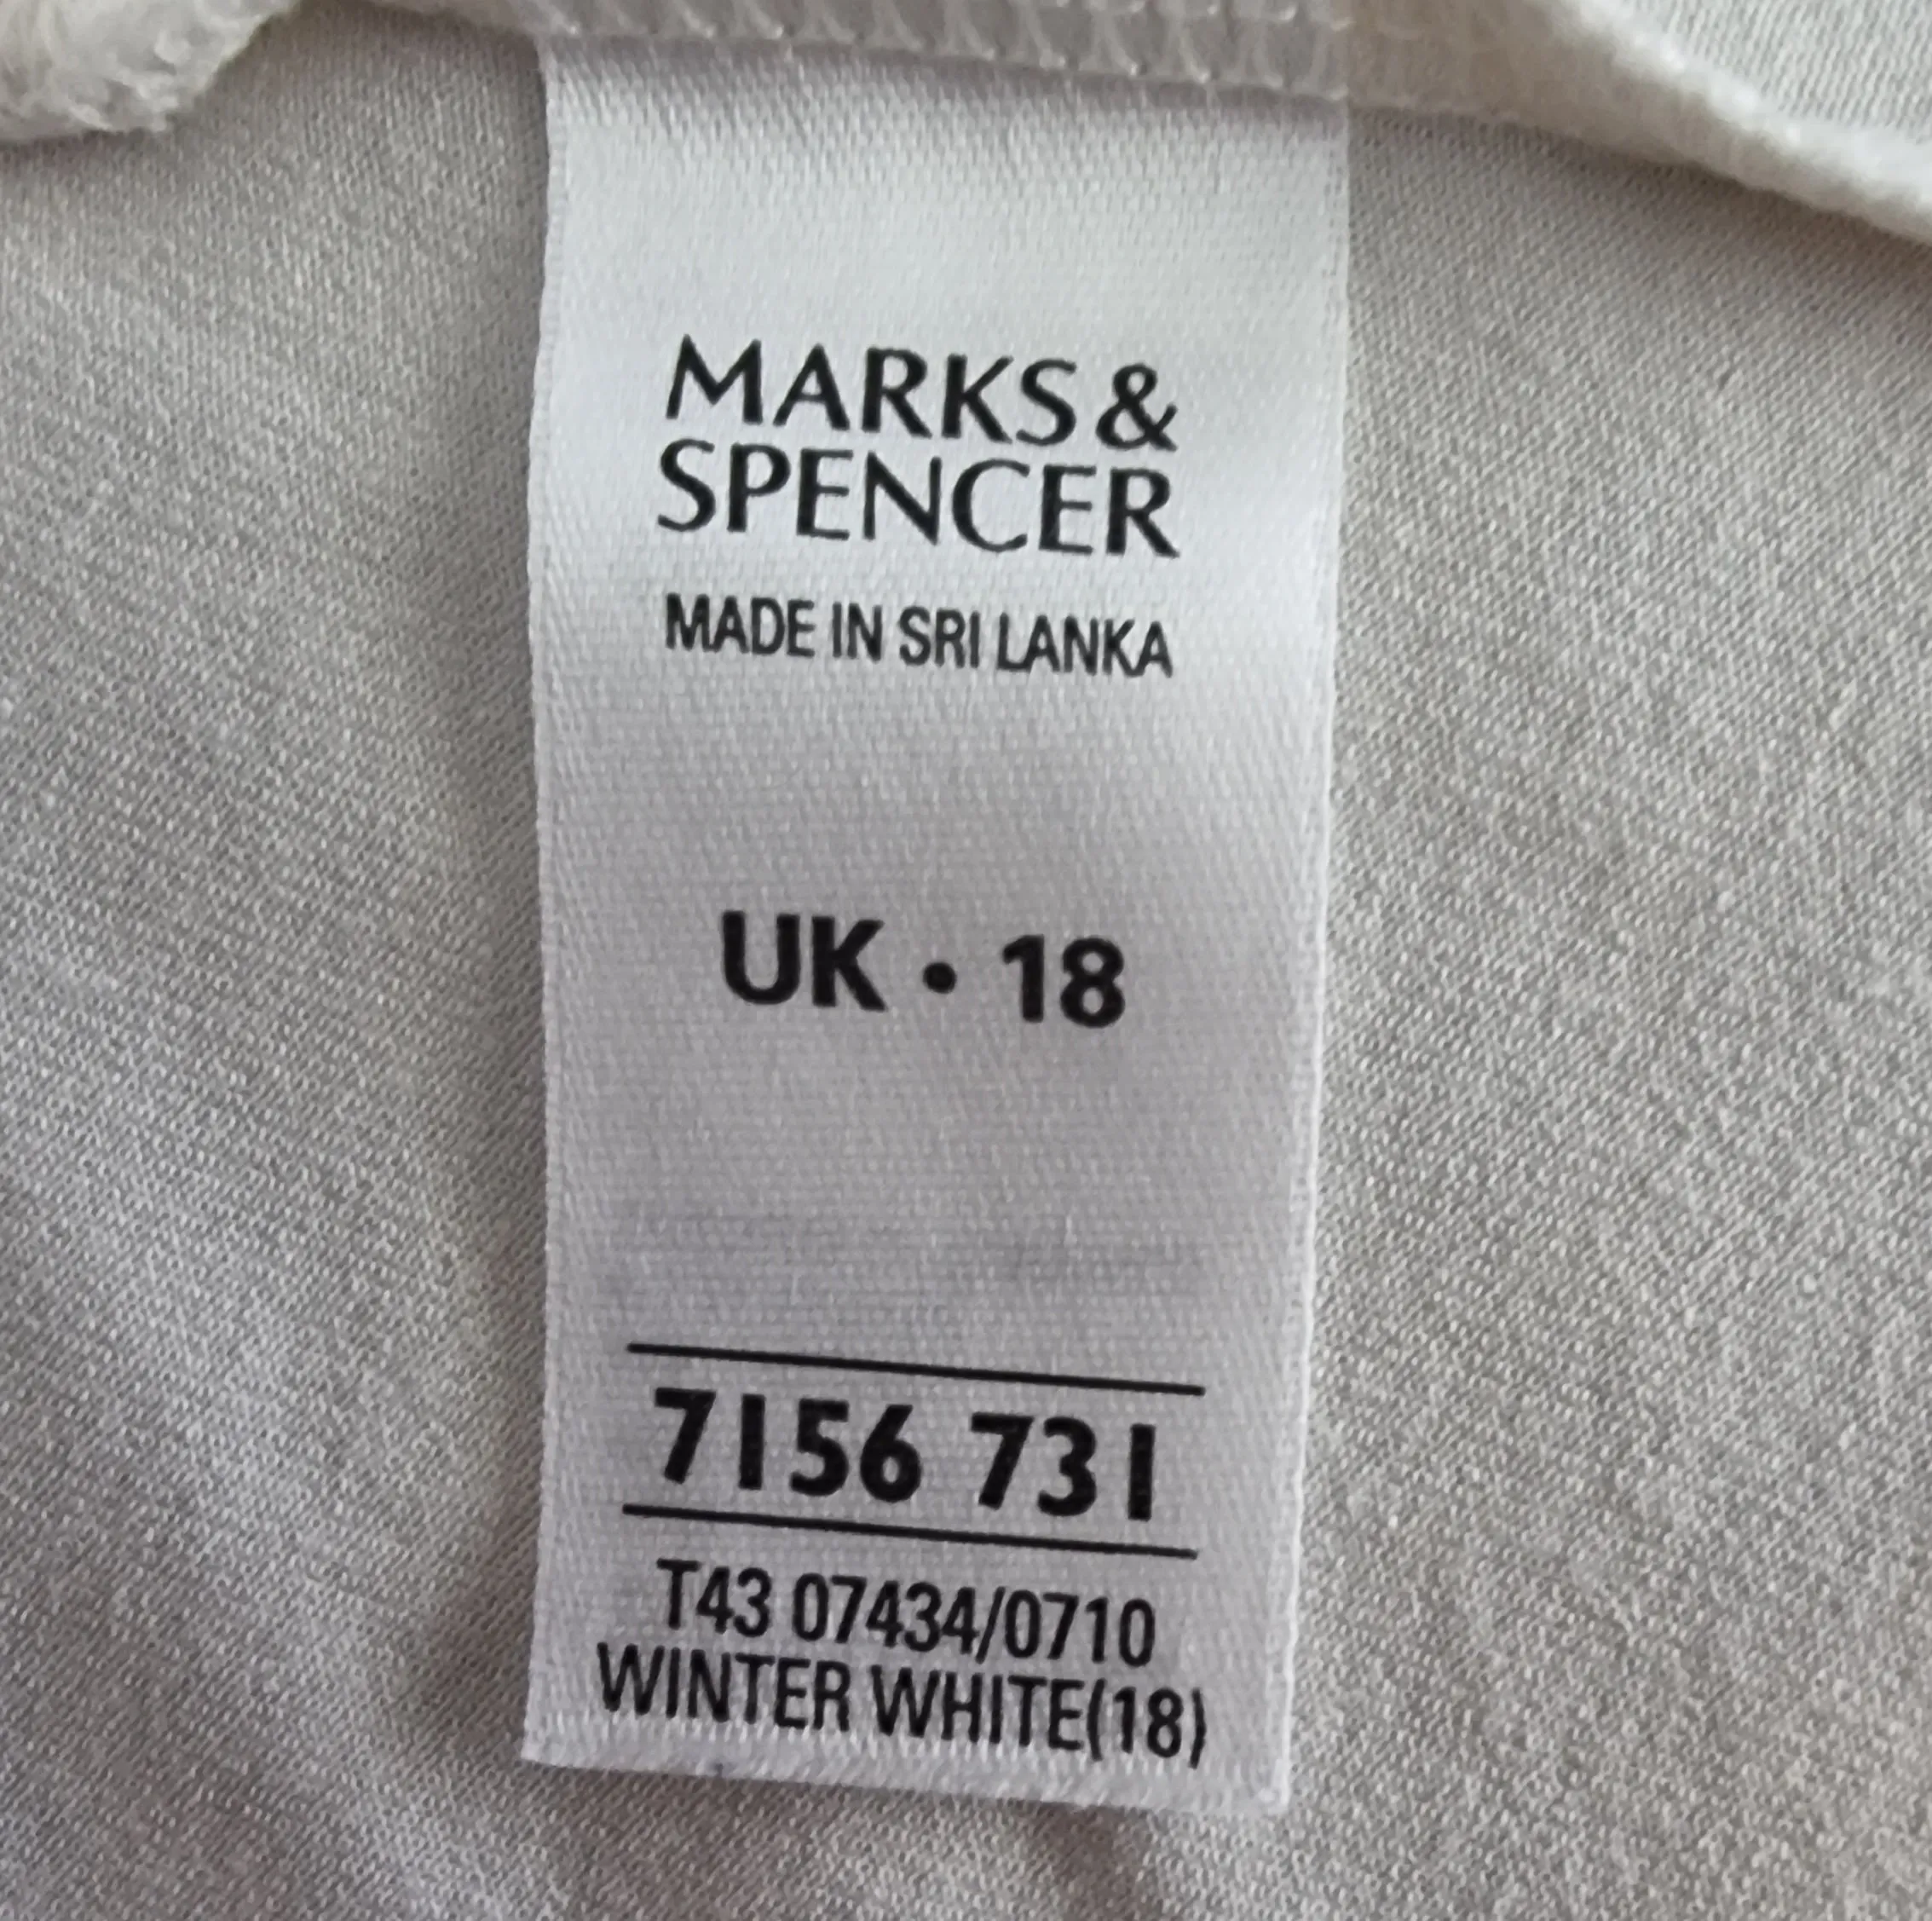 MARKS &
SPENCER
MADE IN SRI LANKA
UK • 18
7156 731
T43 07434/0710
WINTER WHITE(18)